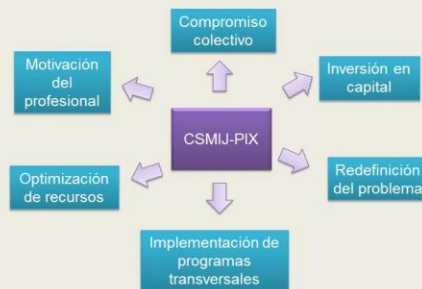 Compromiso
colectivo
Motivación
del
profesional
Inversión en
capital
CSMIJ-PIX
Optimización
de recursos
Redefinición
del problema
Implementación de
programas
transversales